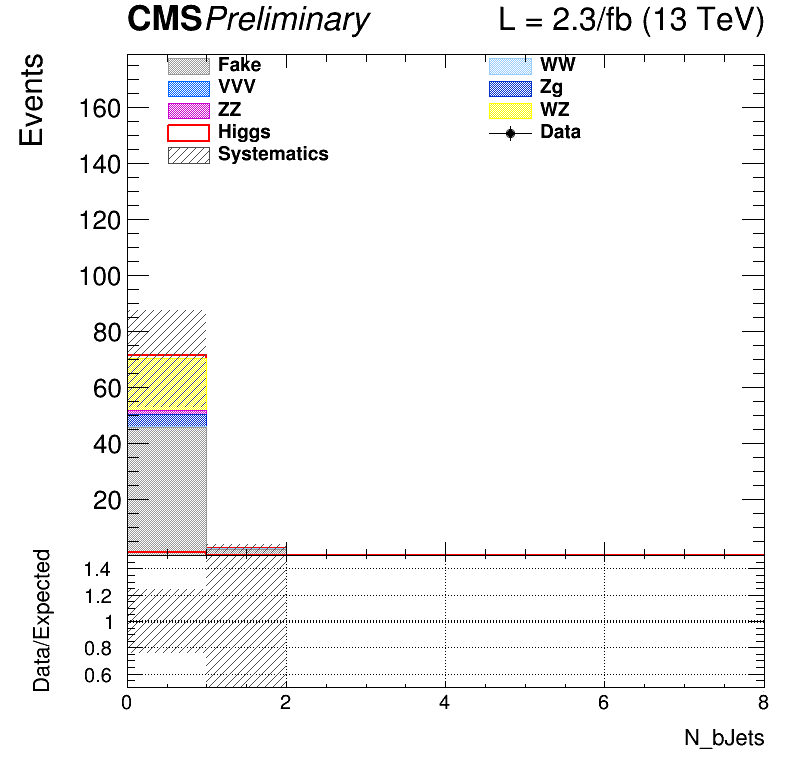 CMS Preliminary L = 2.3/fb (13 TeV)
Events
Fake WW
VVV Zg
ZZ WZ
Higgs Data
Systematics
160
140
120
100
80
60
40
20
Data/Expected
1.4
1.2
1
0.8
0.6
0 2 4 6 8
N_bJets